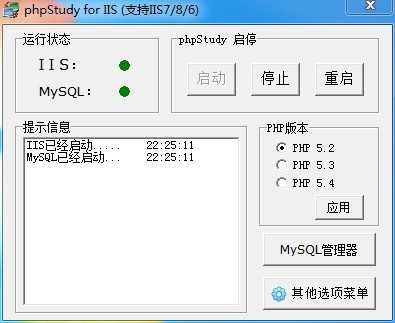 phpStudy for IIS (支持IIS7/8/6)
运行状态
IIS:
MySQL:
phpStudy 启停
启动
停止
重启
提示信息
IIS已经启动..... 22:25:11
MySQL已经启动... 22:25:11
PHP版本
PHP 5.2
PHP 5.3
PHP 5.4
应用
MySQL管理器
其他选项菜单